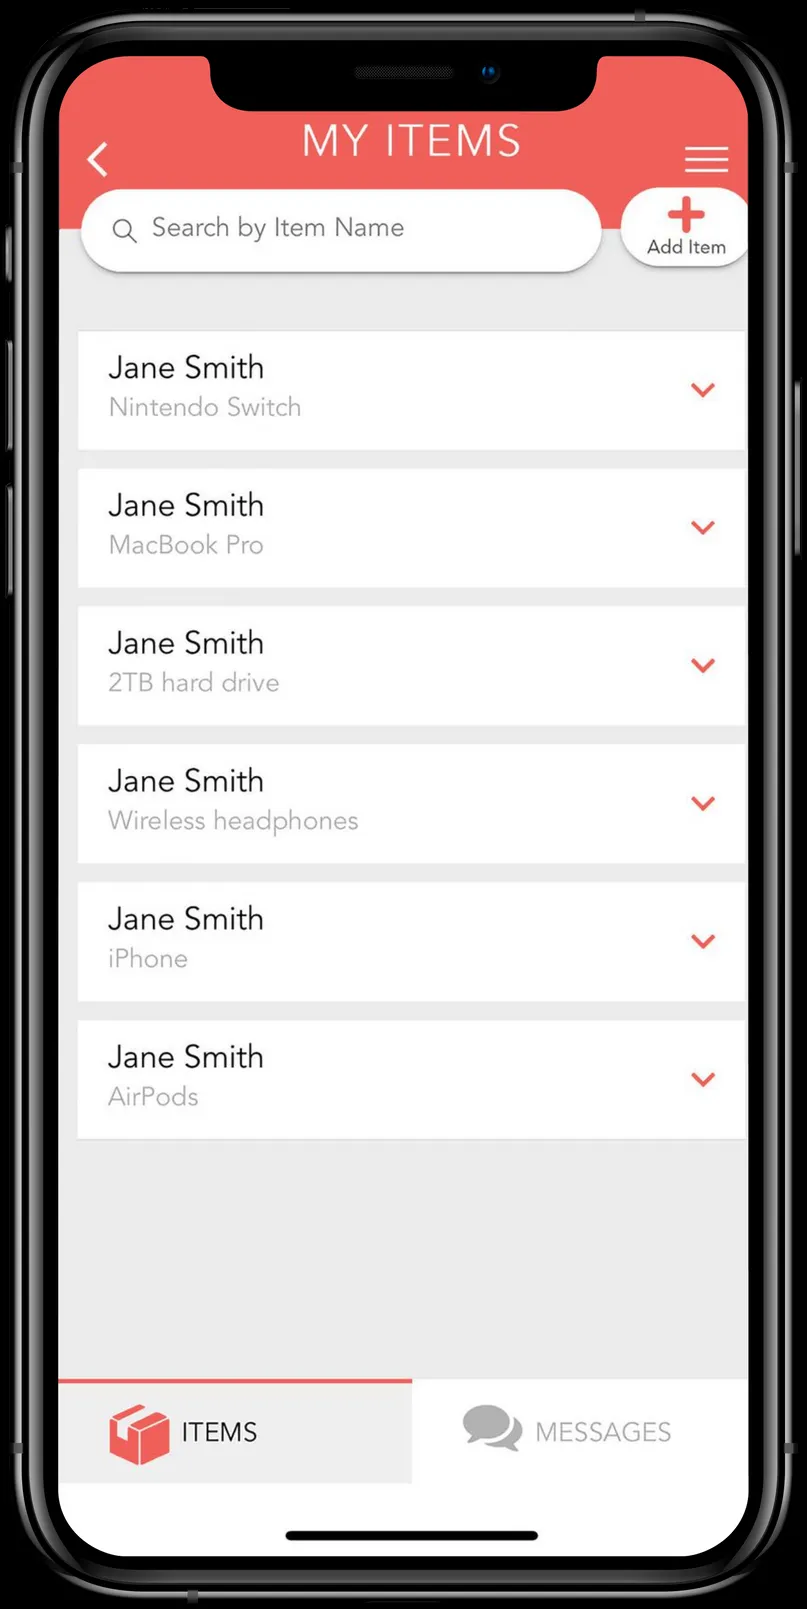 MY ITEMS
Search by Item Name
Add Item
Jane Smith
Nintendo Switch
Jane Smith
MacBook Pro
Jane Smith
2TB hard drive
Jane Smith
Wireless headphones
Jane Smith
iPhone
Jane Smith
AirPods
ITEMS
MESSAGES